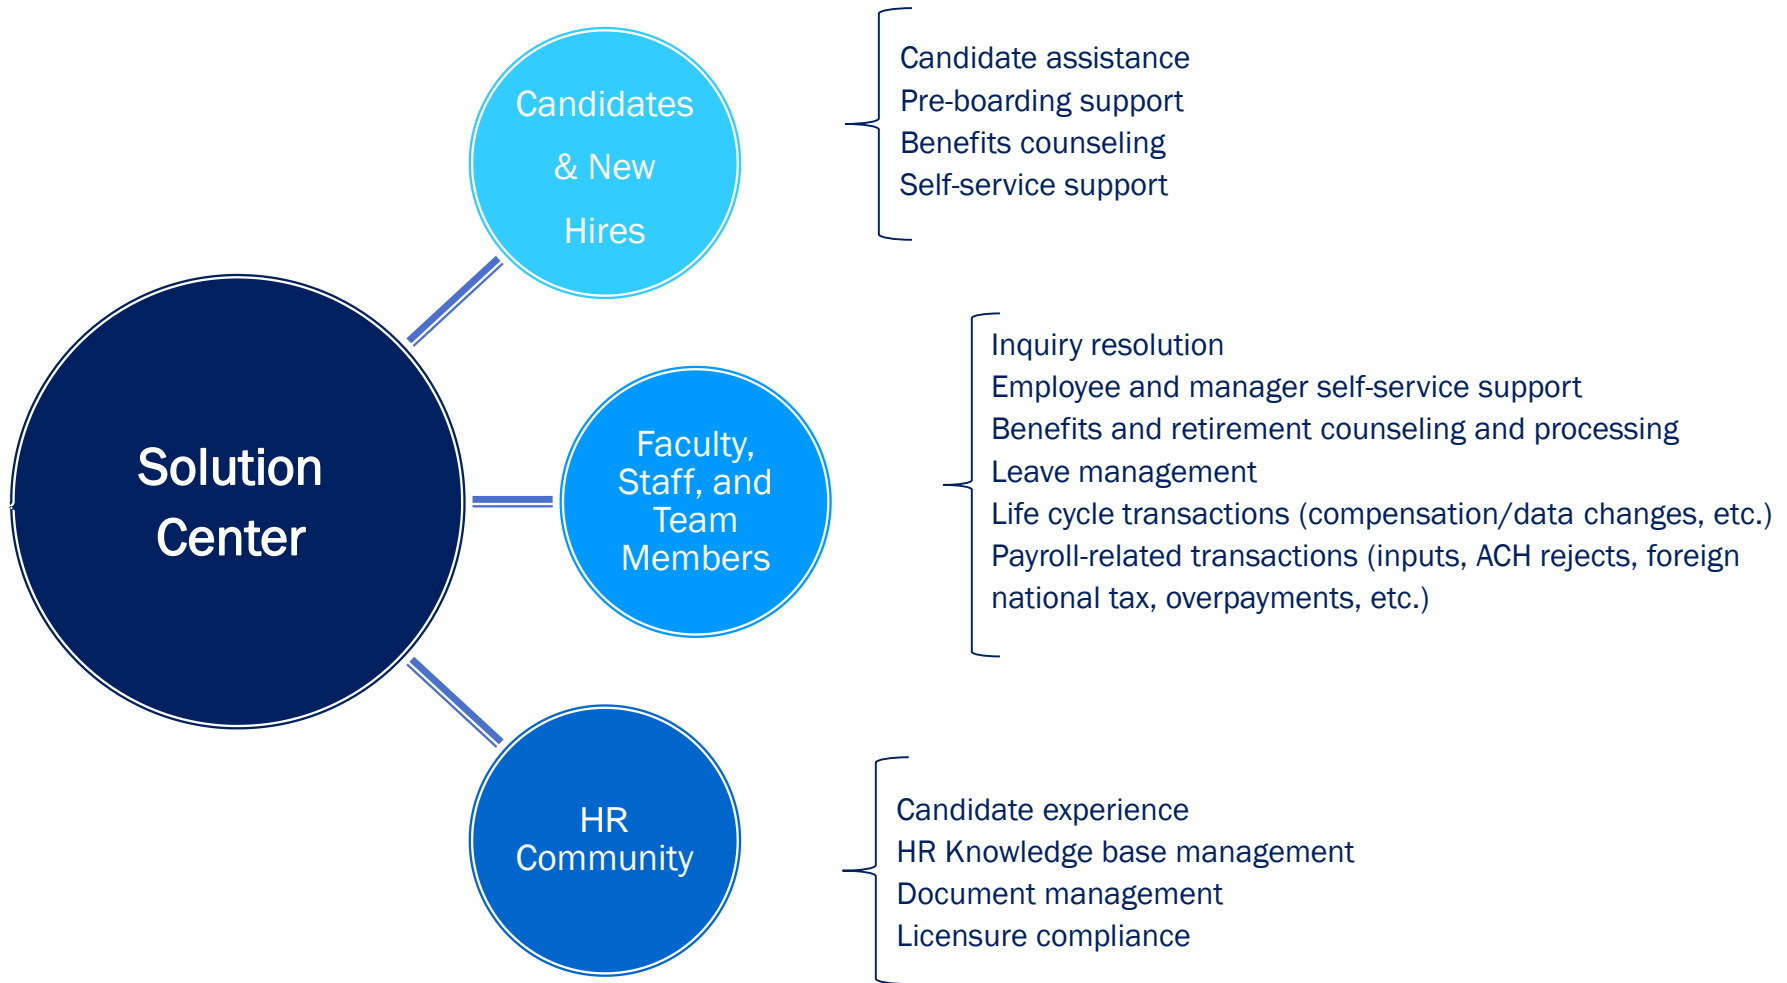 Solution
Center
Candidates
& New
Hires
Candidate assistance
Pre-boarding support
Benefits counseling
Self-service support
Faculty,
Staff, and
Team
Members
Inquiry resolution
Employee and manager self-service support
Benefits and retirement counseling and processing
Leave management
Life cycle transactions (compensation/data changes, etc.)
Payroll-related transactions (inputs, ACH rejects, foreign
national tax, overpayments, etc.)
HR
Community
Candidate experience
HR Knowledge base management
Document management
Licensure compliance